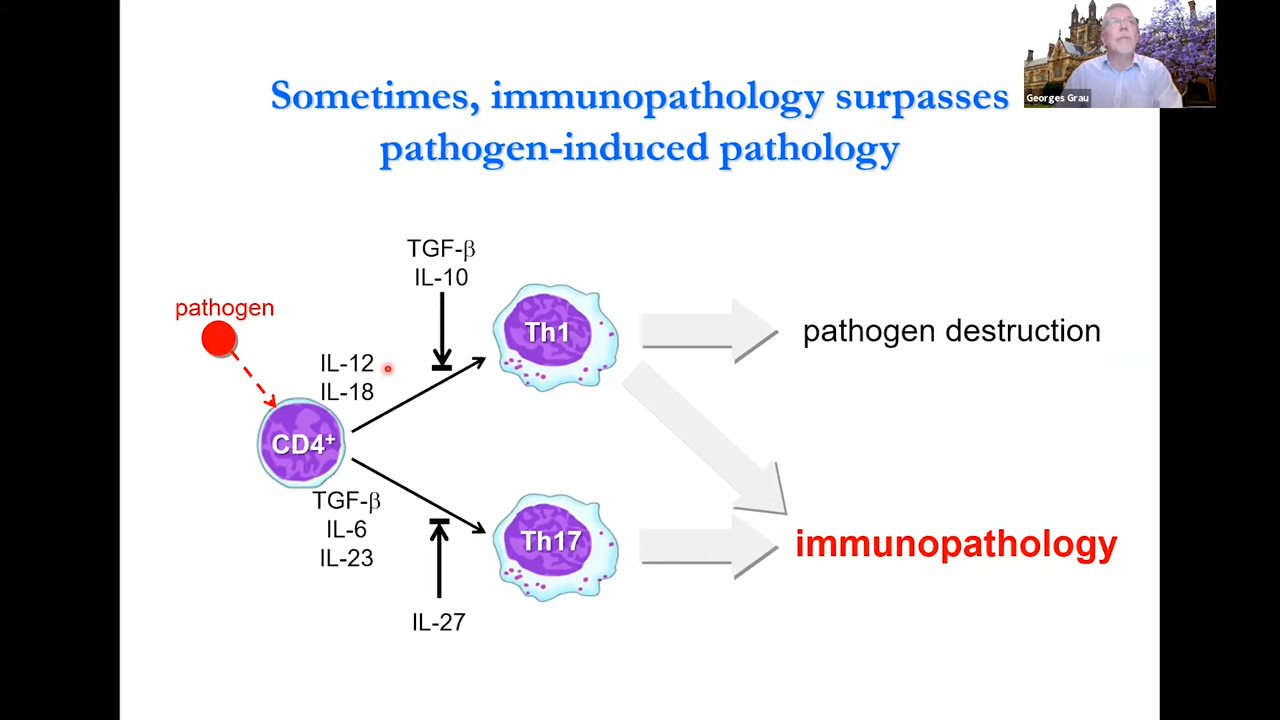 Sometimes, immunopathology surpasses
pathogen-induced pathology
Georges Grau
TGF-β
IL-10
pathogen
IL-12
IL-18
Th1
pathogen destruction
CD4+
TGF-β
IL-6
IL-23
Th17
immunopathology
IL-27